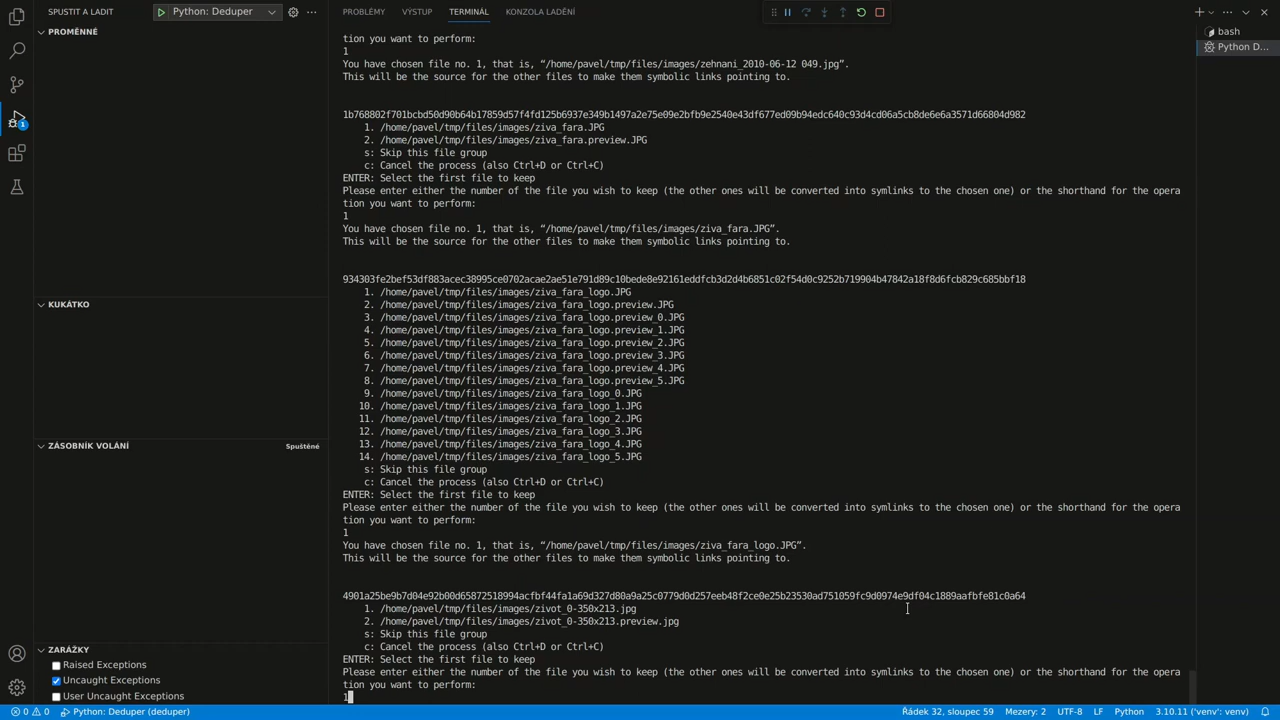 SPUSTIT A LADIT
Python: Deduper
PROBLÉMY
VÝSTUP
TERMINÁL
KONZOLA LADĚNÍ
bash
Python D...
PROMĚNNÉ
KUKÁTKO
ZÁSOBNÍK VOLÁNÍ
Spuštěné
ZARÁŽKY
Raised Exceptions
Uncaught Exceptions
User Uncaught Exceptions
1
tion you want to perform:
1
You have chosen file no. 1, that is, “/home/pavel/tmp/files/images/zehnani_2010-06-12 049.jpg”.
This will be the source for the other files to make them symbolic links pointing to.
1b768802f701bcbd50d90b64b17859d57f4fd125b6937e349b1497a2e75e09e2bfb9e2540e43df677ed09b94edc640c93d4cd06a5cb8de6e6a3571d66804d982
1. /home/pavel/tmp/files/images/ziva_fara.JPG
2. /home/pavel/tmp/files/images/ziva_fara.preview.JPG
s: Skip this file group
c: Cancel the process (also Ctrl+D or Ctrl+C)
ENTER: Select the first file to keep
Please enter either the number of the file you wish to keep (the other ones will be converted into symlinks to the chosen one) or the shorthand for the opera
tion you want to perform:
1
You have chosen file no. 1, that is, “/home/pavel/tmp/files/images/ziva_fara.JPG”.
This will be the source for the other files to make them symbolic links pointing to.
934303fe2bef53df883acec38995ce0702acae2ae51e791d89c10bede8e92161eddfcb3d2d4b6851c02f54d0c9252b719904b47842a18f8d6fcb829c685bbf18
1. /home/pavel/tmp/files/images/ziva_fara_logo.JPG
2. /home/pavel/tmp/files/images/ziva_fara_logo.preview.JPG
3. /home/pavel/tmp/files/images/ziva_fara_logo.preview_0.JPG
4. /home/pavel/tmp/files/images/ziva_fara_logo.preview_1.JPG
5. /home/pavel/tmp/files/images/ziva_fara_logo.preview_2.JPG
6. /home/pavel/tmp/files/images/ziva_fara_logo.preview_3.JPG
7. /home/pavel/tmp/files/images/ziva_fara_logo.preview_4.JPG
8. /home/pavel/tmp/files/images/ziva_fara_logo.preview_5.JPG
9. /home/pavel/tmp/files/images/ziva_fara_logo_0.JPG
10. /home/pavel/tmp/files/images/ziva_fara_logo_1.JPG
11. /home/pavel/tmp/files/images/ziva_fara_logo_2.JPG
12. /home/pavel/tmp/files/images/ziva_fara_logo_3.JPG
13. /home/pavel/tmp/files/images/ziva_fara_logo_4.JPG
14. /home/pavel/tmp/files/images/ziva_fara_logo_5.JPG
s: Skip this file group
c: Cancel the process (also Ctrl+D or Ctrl+C)
ENTER: Select the first file to keep
Please enter either the number of the file you wish to keep (the other ones will be converted into symlinks to the chosen one) or the shorthand for the opera
tion you want to perform:
1
You have chosen file no. 1, that is, “/home/pavel/tmp/files/images/ziva_fara_logo.JPG”.
This will be the source for the other files to make them symbolic links pointing to.
4901a25be9b7d04e92b00d65872518994acfbf44fa1a69d327d80a9a25c0779d0d257eeb48f2ce0e25b23530ad751059fc9d0974e9df04c1889aafbfe81c0a64
1. /home/pavel/tmp/files/images/zivot_0-350x213.jpg
2. /home/pavel/tmp/files/images/zivot_0-350x213.preview.jpg
s: Skip this file group
c: Cancel the process (also Ctrl+D or Ctrl+C)
ENTER: Select the first file to keep
Please enter either the number of the file you wish to keep (the other ones will be converted into symlinks to the chosen one) or the shorthand for the opera
tion you want to perform:
1
0 0 Python: Deduper (deduper)
Řádek 32, sloupec 59
Mezery: 2
UTF-8
LF
Python
3.10.11 ('venv': venv)